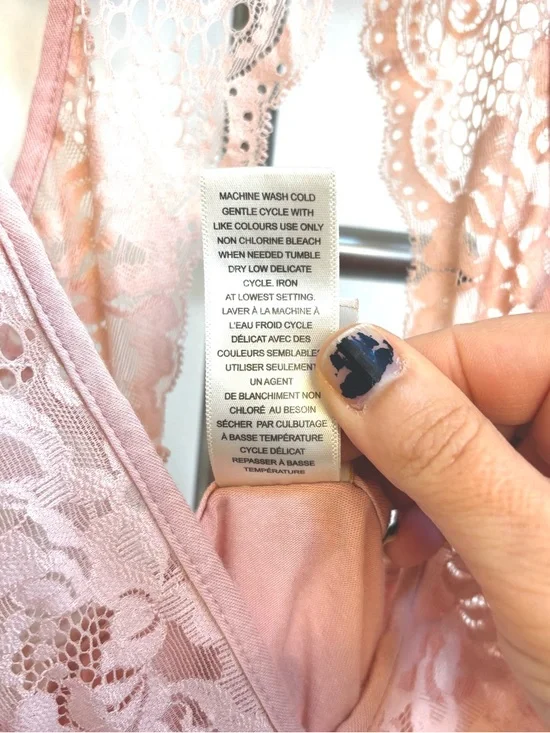 MACHINE WASH COLD
GENTLE CYCLE WITH
LIKE COLOURS USE ONLY
NON CHLORINE BLEACH
WHEN NEEDED TUMBLE
DRY LOW DELICATE
CYCLE. IRON
AT LOWEST SETTING.
LAVER À LA MACHINE À
L'EAU FROID CYCLE
DÉLICAT AVEC DES
COULEURS SEMBLABLES
UTILISER SEULEMENT
UN AGENT
DE BLANCHIMENT NON
CHLORÉ AU BESOIN
SÉCHER PAR CULBUTAGE
À BASSE TEMPÉRATURE
CYCLE DÉLICAT
REPASSER À BASSE
TEMPÉRATURE